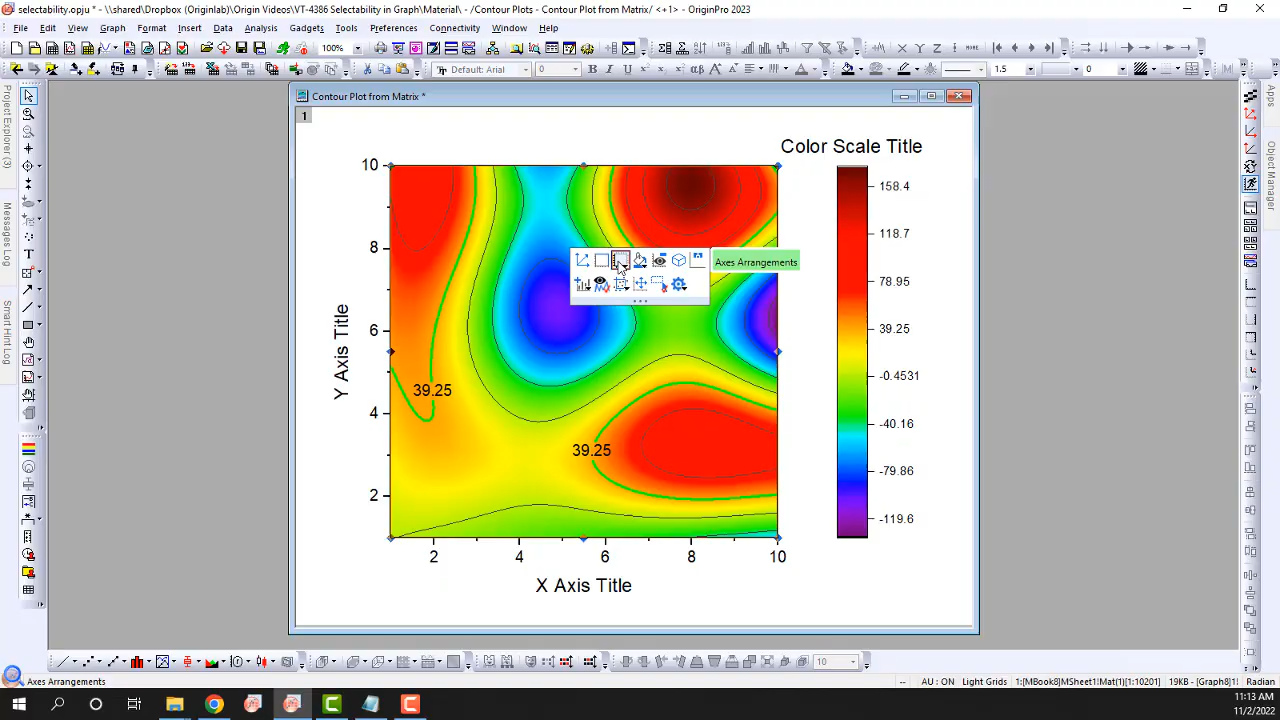 selectability.opju * - \\shared\Dropbox (Originlab)\Origin Videos\VT-4386 Selectability in Graph\Material\ - /Contour Plots - Contour Plot from Matrix/ <+1> - OriginPro 2023
File Edit View Graph Format Insert Data Analysis Gadgets Tools Preferences Connectivity Window Help
100%
Default: Arial 0 B I U 1.5 0
Project Explorer (3)
Messages Log
Smart Hint Log
Apps
Object Manager
Contour Plot from Matrix *
1
Color Scale Title
10
8
6
4
2
Y Axis Title
39.25
39.25
Axes Arrangements
158.4
118.7
78.95
39.25
-0.4531
-40.16
-79.86
-119.6
2 4 6 8 10
X Axis Title
10
Axes Arrangements
-- AU : ON Light Grids 1:[MBook8]MSheet1!Mat(1)[1:10201] 19KB - [Graph8]1! Radian
11:13 AM
11/2/2022